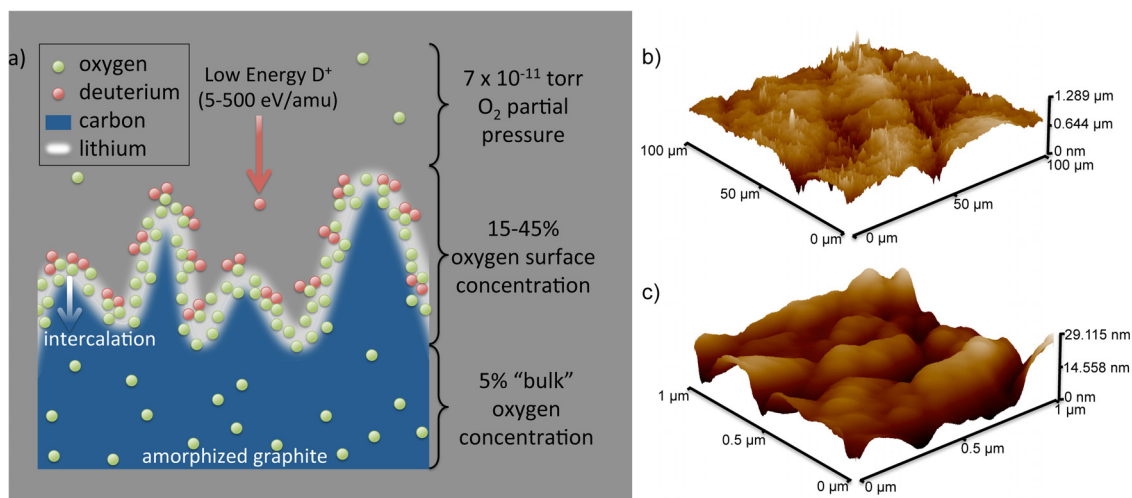 a)
oxygen
deuterium
carbon
lithium
Low Energy D⁺
(5-500 eV/amu)
7 x 10⁻¹¹ torr
O₂ partial
pressure
15-45%
oxygen surface
concentration
5% “bulk”
oxygen
concentration
intercalation
amorphized graphite
b)
1.289 µm
0.644 µm
0 nm
100 µm
100 µm
50 µm
50 µm
0 µm
0 µm
c)
29.115 nm
14.558 nm
0 nm
1 µm
1 µm
0.5 µm
0.5 µm
0 µm
0 µm